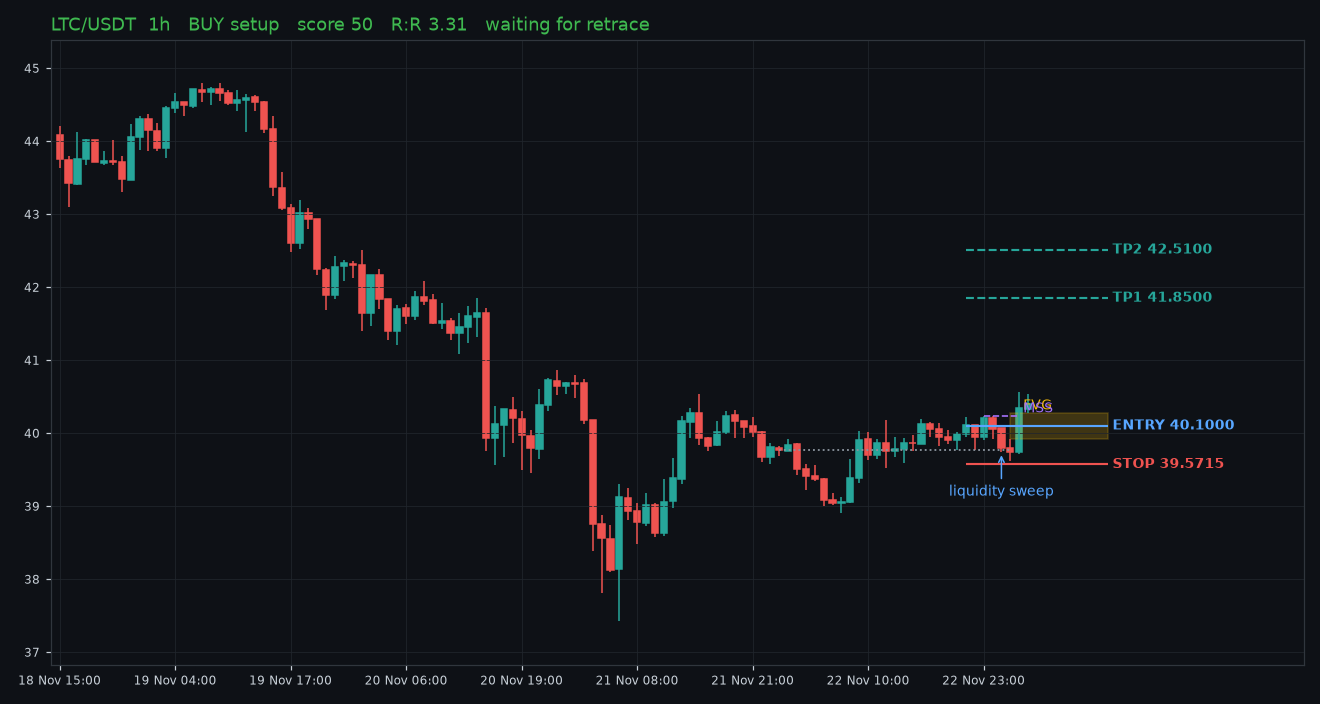 LTC/USDT 1h BUY setup score 50 R:R 3.31 waiting for retrace
45
44
43
42
41
40
39
38
37
TP2 42.5100
TP1 41.8500
FVG
MSS
ENTRY 40.1000
STOP 39.5715
liquidity sweep
18 Nov 15:00
19 Nov 04:00
19 Nov 17:00
20 Nov 06:00
20 Nov 19:00
21 Nov 08:00
21 Nov 21:00
22 Nov 10:00
22 Nov 23:00